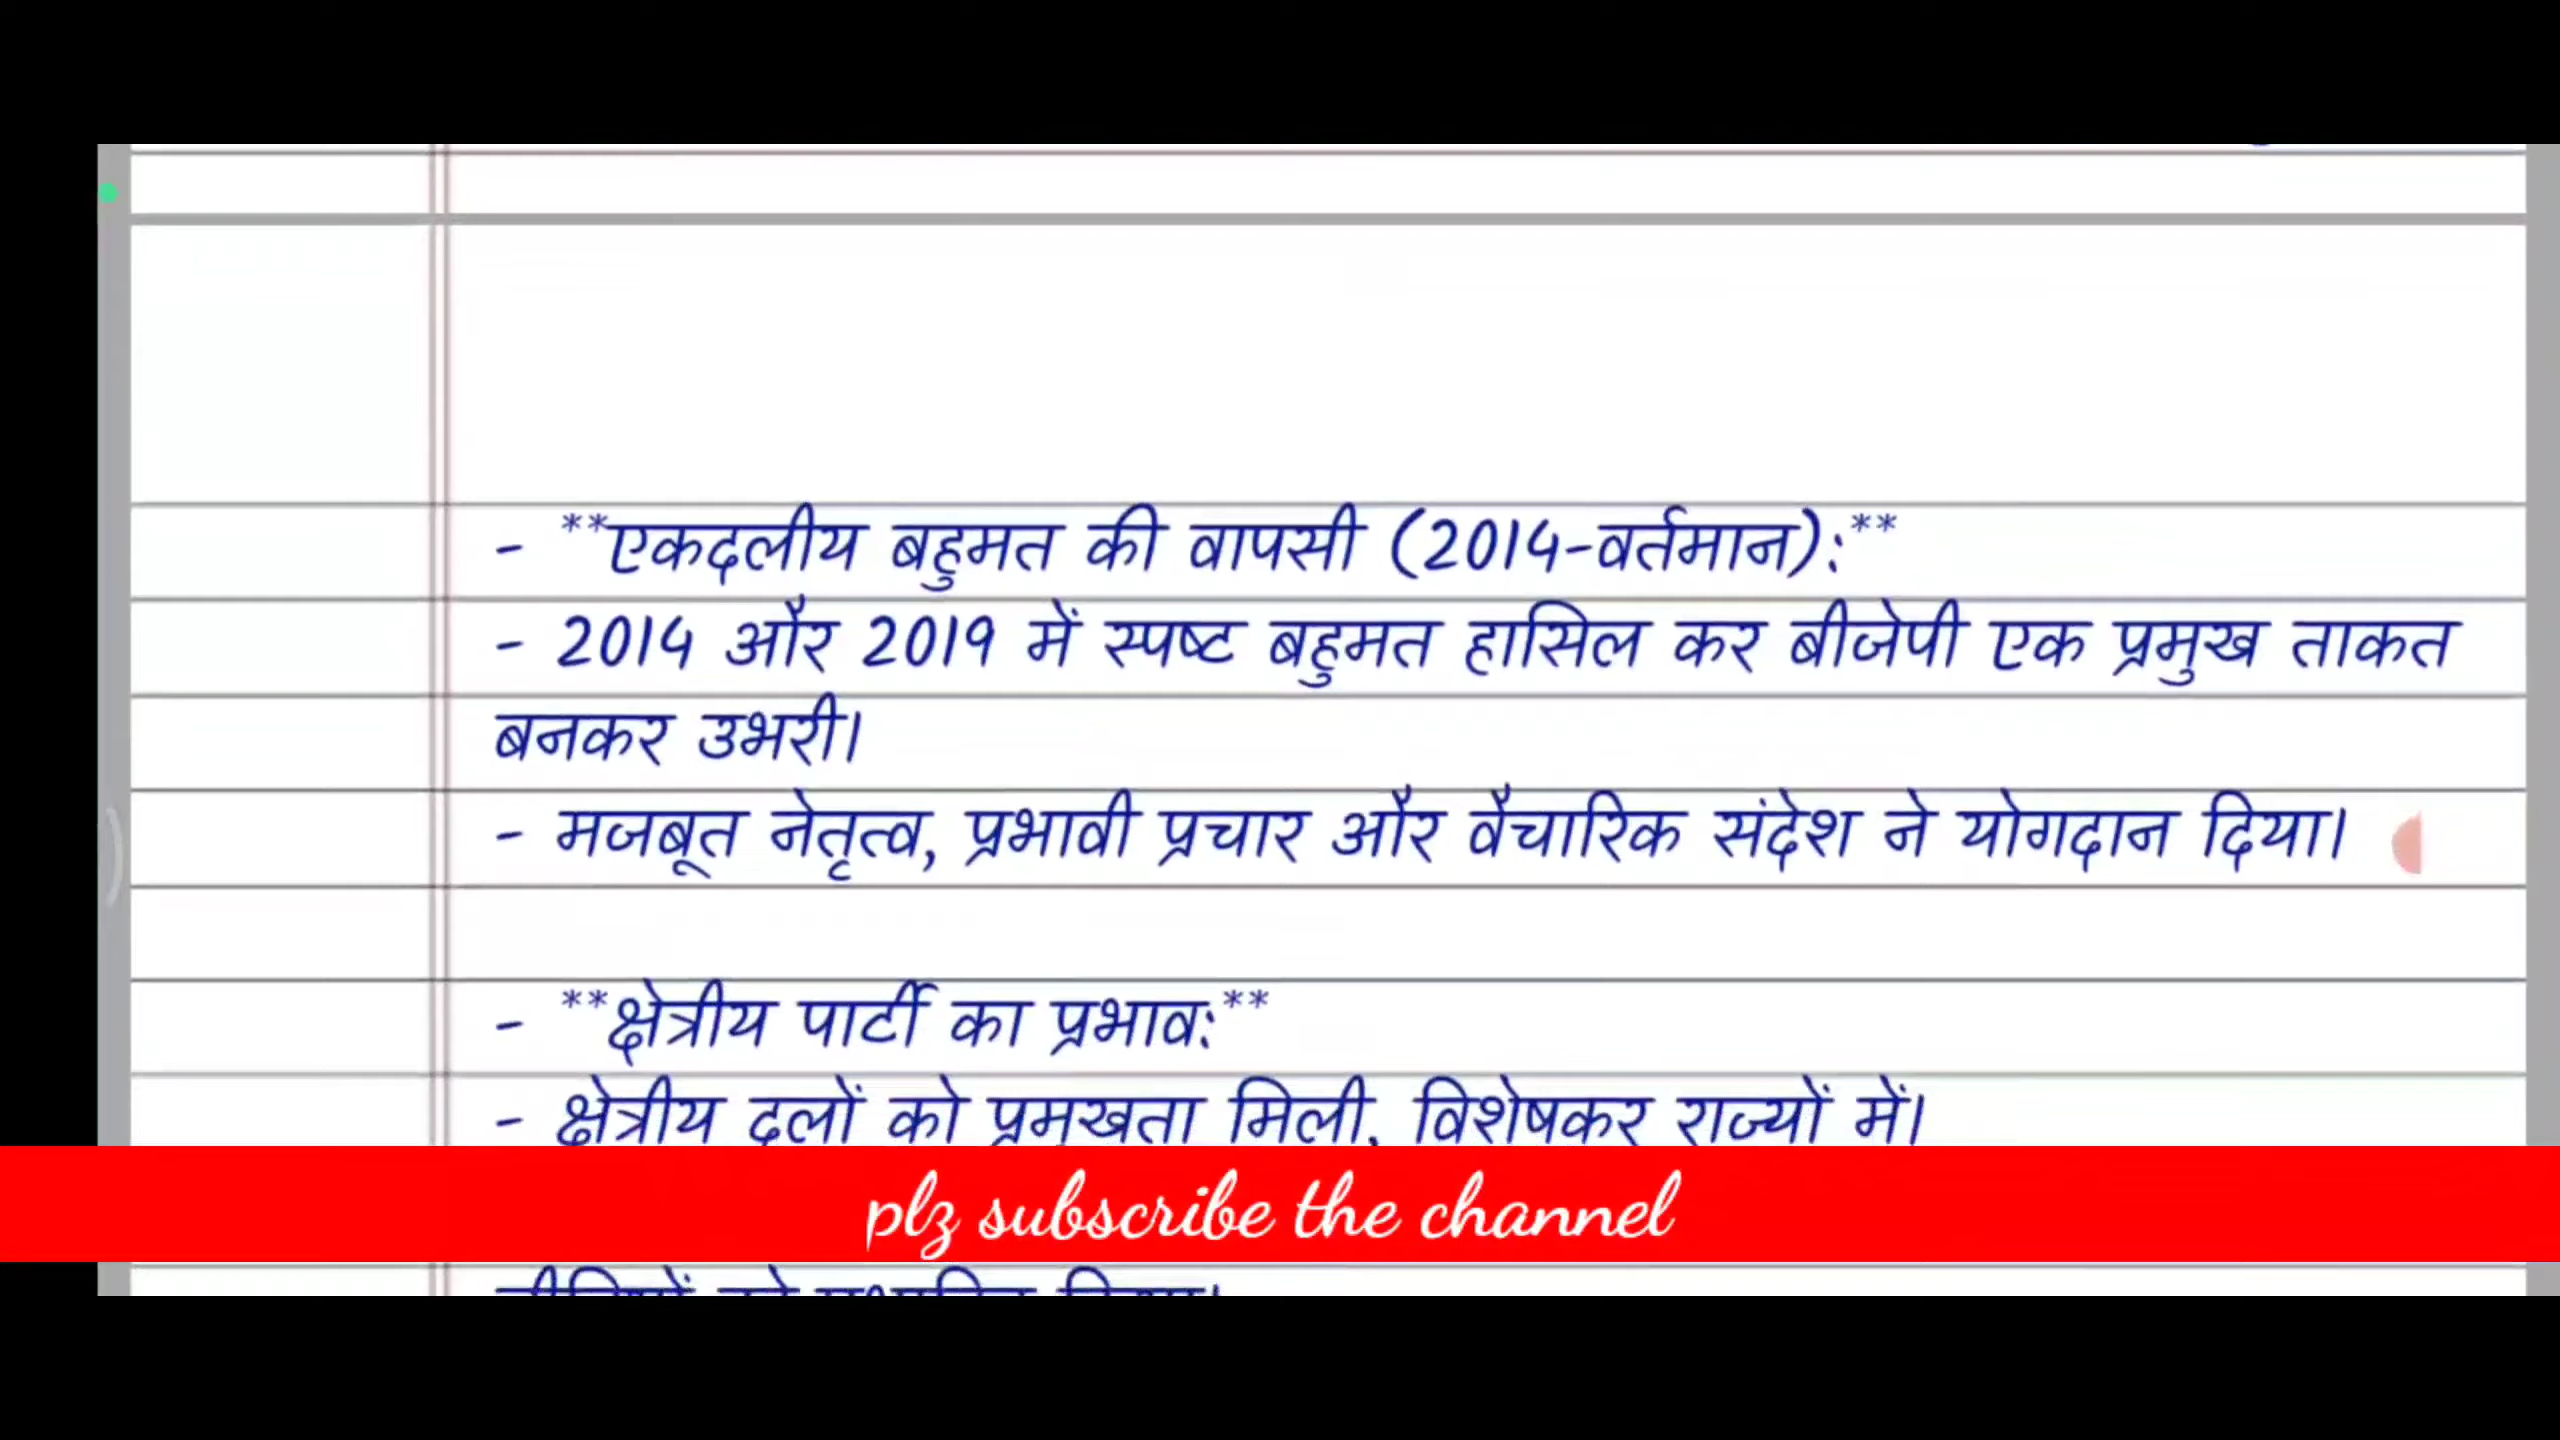 - **एकदलीय बहुमत की वापसी (2014-वर्तमान):**
- 2014 और 2019 में स्पष्ट बहुमत हासिल कर बीजेपी एक प्रमुख ताकत
बनकर उभरी।
- मजबूत नेतृत्व, प्रभावी प्रचार और वैचारिक संदेश ने योगदान दिया।
- **क्षेत्रीय पार्टी का प्रभाव:**
- क्षेत्रीय दलों को प्रमुखता मिली, विशेषकर राज्यों में।
plz subscribe the channel